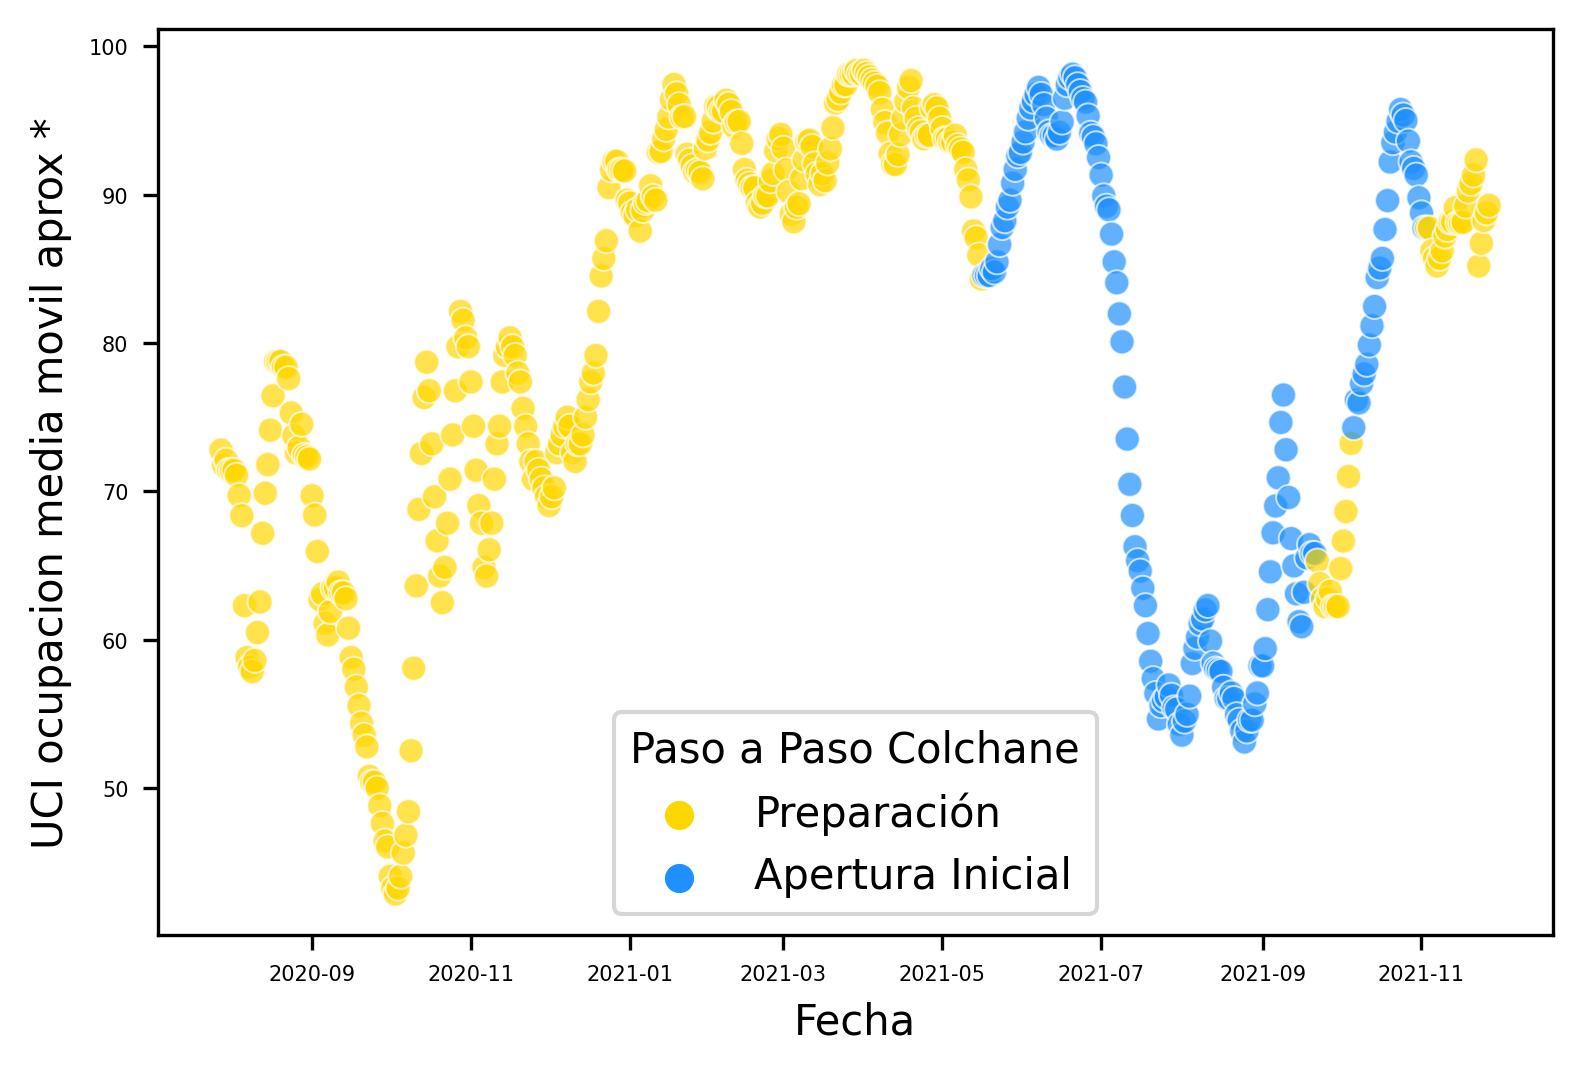 100
90
80
70
60
50
UCI ocupacion media movil aprox *
Paso a Paso Colchane
Preparación
Apertura Inicial
2020-09 2020-11 2021-01 2021-03 2021-05 2021-07 2021-09 2021-11
Fecha